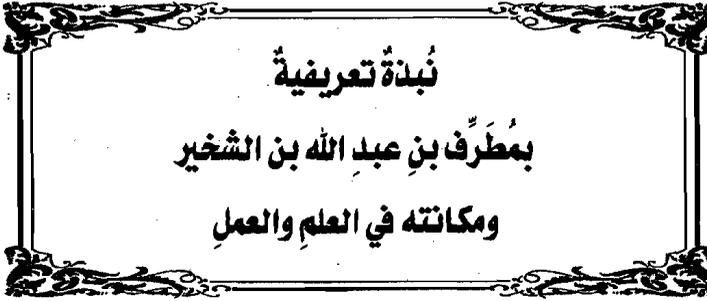 نُبذةٌ تعريفيةٌ
بمُطَرِّف بنِ عبدِ الله بن الشخير
ومكانته في العلمِ والعملِ